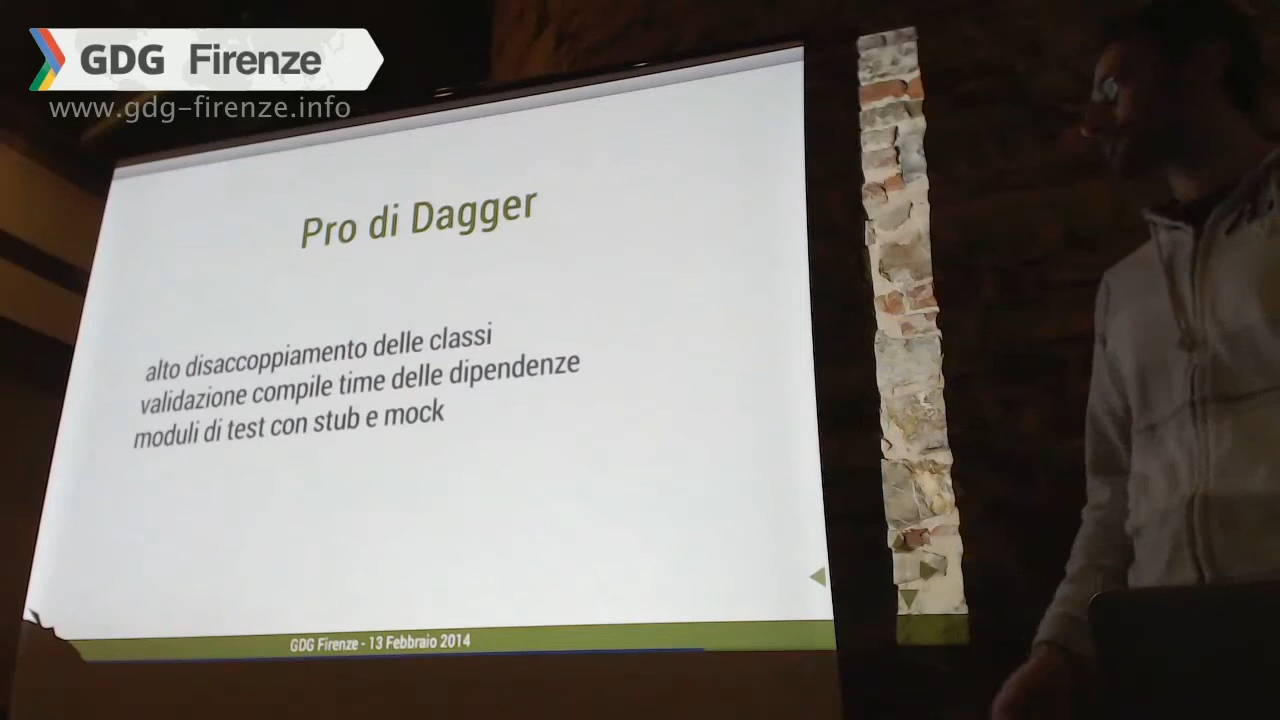 GDG Firenze
www.gdg-firenze.info
Pro di Dagger
alto disaccoppiamento delle classi
validazione compile time delle dipendenze
moduli di test con stub e mock
GDG Firenze - 13 Febbraio 2014